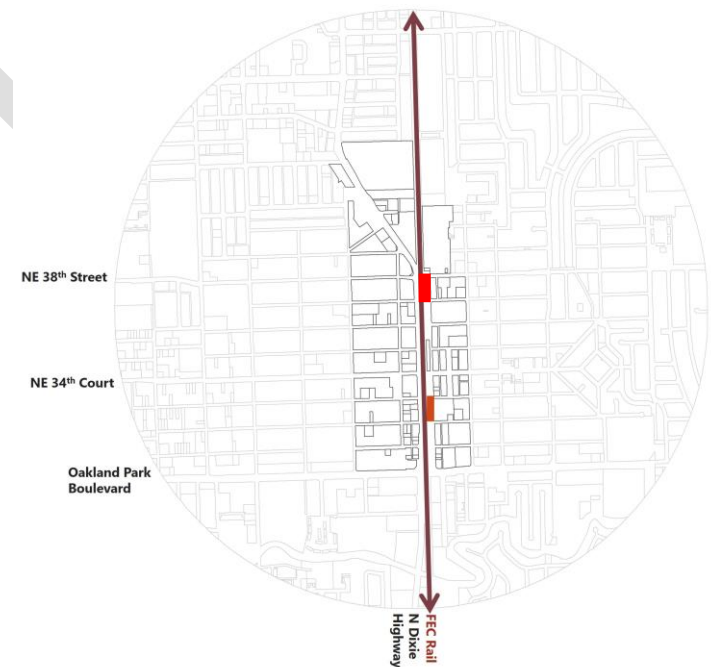 NE 38th Street
NE 34th Court
Oakland Park
Boulevard
FEC Rail
N Dixie
Highway